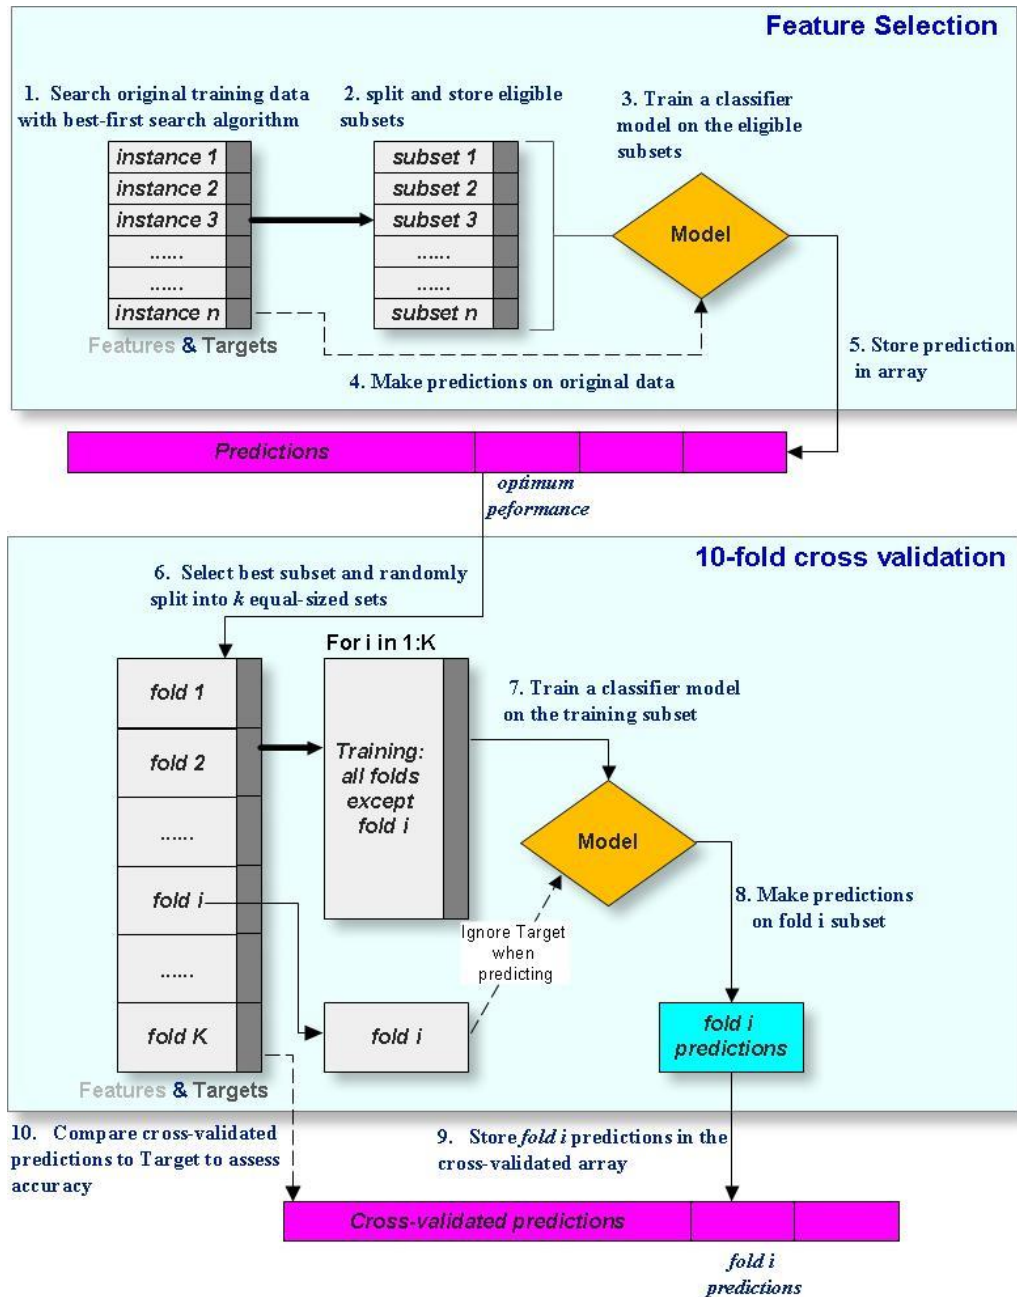 Feature Selection
1. Search original training data
with best-first search algorithm
2. split and store eligible
subsets
3. Train a classifier
model on the eligible
subsets
instance 1
instance 2
instance 3
......
......
instance n
Features & Targets
subset 1
subset 2
subset 3
......
......
subset n
Model
4. Make predictions on original data
5. Store prediction
in array
Predictions
optimum
peformance
10-fold cross validation
6. Select best subset and randomly
split into k equal-sized sets
For i in 1:K
fold 1
fold 2
......
fold i
......
fold K
Features & Targets
Training:
all folds
except
fold i
7. Train a classifier model
on the training subset
Model
Ignore Target
when
predicting
fold i
8. Make predictions
on fold i subset
fold i
predictions
10. Compare cross-validated
predictions to Target to assess
accuracy
9. Store fold i predictions in the
cross-validated array
Cross-validated predictions
fold i
predictions